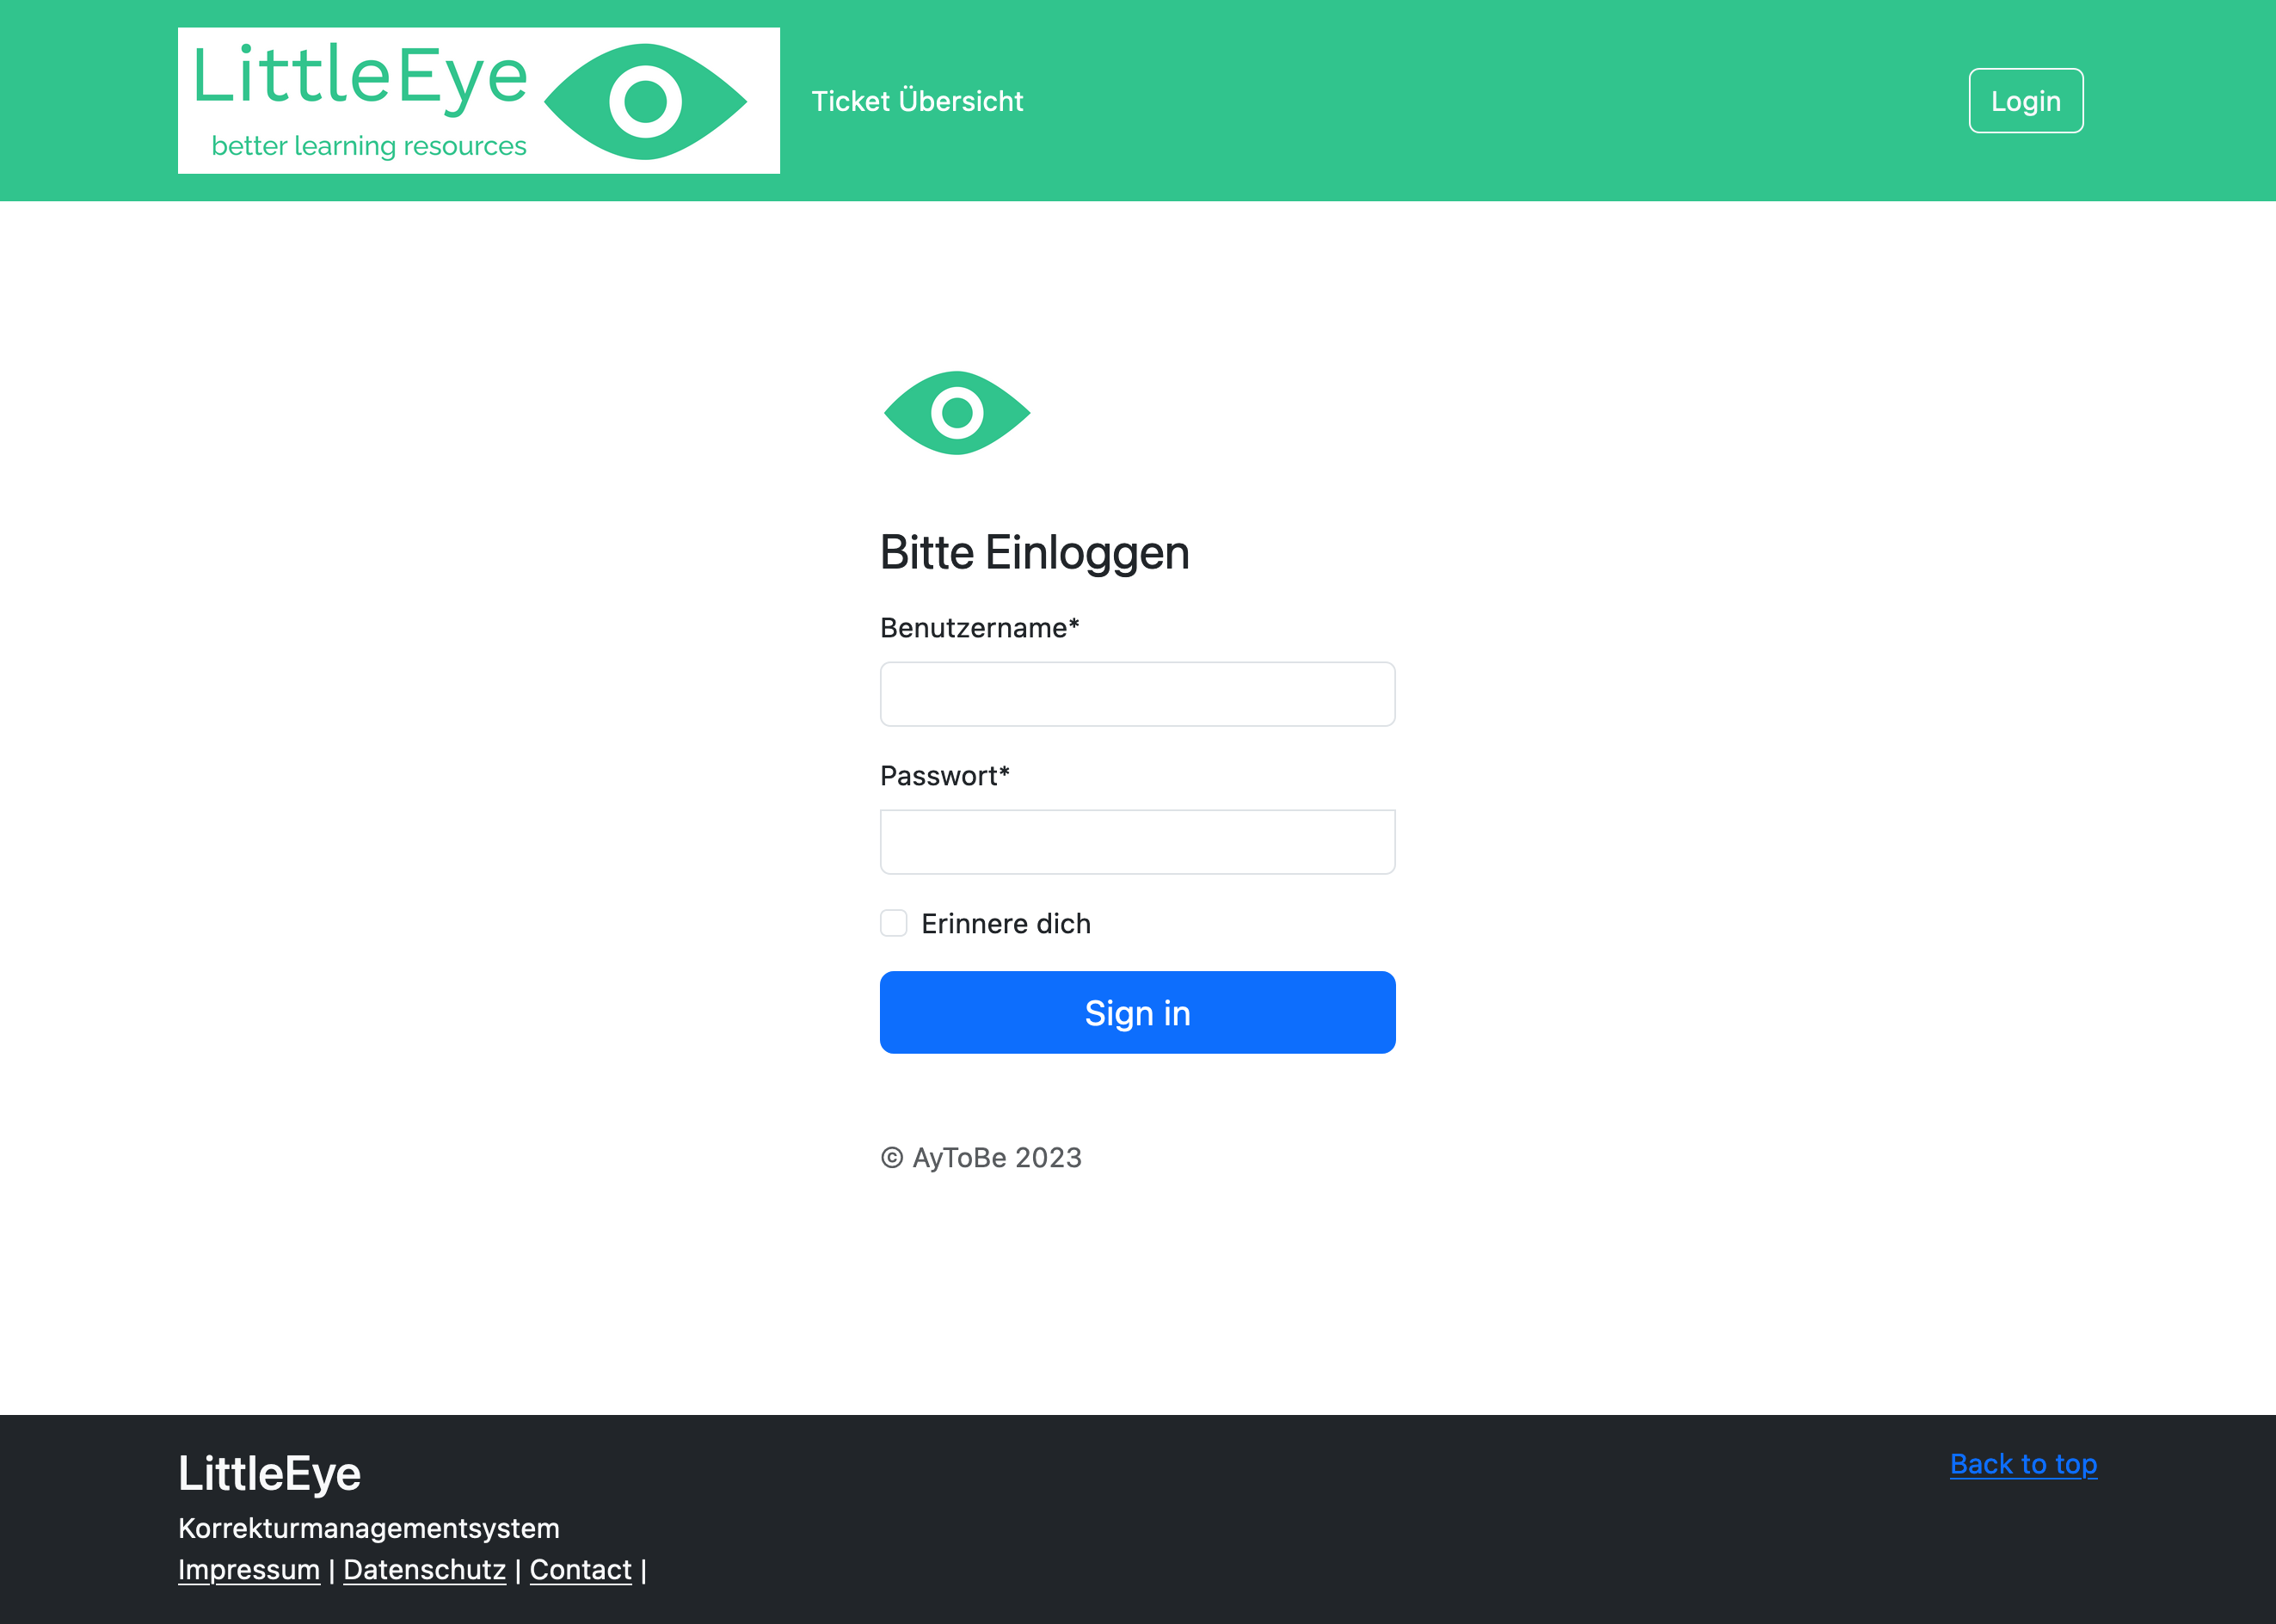 LittleEye
better learning resources
Ticket Übersicht
Login
Bitte Einloggen
Benutzername*
Passwort*
Erinnere dich
Sign in
© AyToBe 2023
LittleEye
Back to top
Korrekturmanagementsystem
Impressum | Datenschutz | Contact |